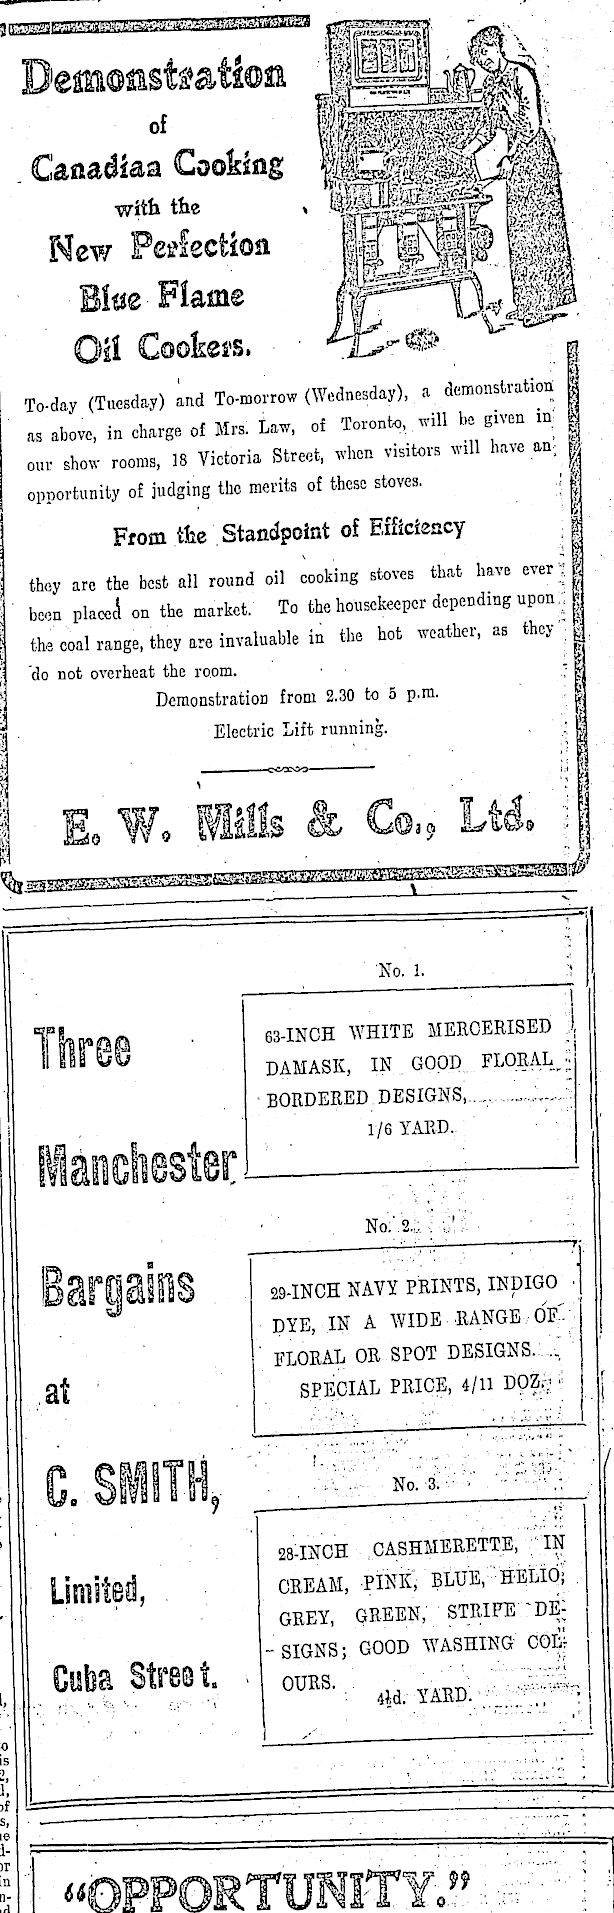 Demonstration
of
Canadian Cooking
with the
New Perfection
Blue Flame
Oil Cookers.
To-day (Tuesday) and To-morrow (Wednesday), a demonstration
as above, in charge of Mrs. Law, of Toronto, will be given in
our show rooms, 18 Victoria Street, when visitors will have an
opportunity of judging the merits of these stoves.
From the Standpoint of Efficiency
they are the best all round oil cooking stoves that have ever
been placed on the market. To the housekeeper depending upon
the coal range, they are invaluable in the hot weather, as they
do not overheat the room.
Demonstration from 2.30 to 5 p.m.
Electric Lift running.
E. W. Mills & Co., Ltd.
Three
Manchester
Bargains
at
C. SMITH,
Limited,
Cuba Street.
No. 1.
63-INCH WHITE MERCERISED
DAMASK, IN GOOD FLORAL
BORDERED DESIGNS,
1/6 YARD.
No. 2.
29-INCH NAVY PRINTS, INDIGO
DYE, IN A WIDE RANGE OF
FLORAL OR SPOT DESIGNS.
SPECIAL PRICE, 4/11 DOZ.
No. 3.
28-INCH CASHMERETTE, IN
CREAM, PINK, BLUE, HELIO,
GREY, GREEN, STRIPE DE-
SIGNS; GOOD WASHING COL-
OURS.
YARD.
"OPPORTUNITY."